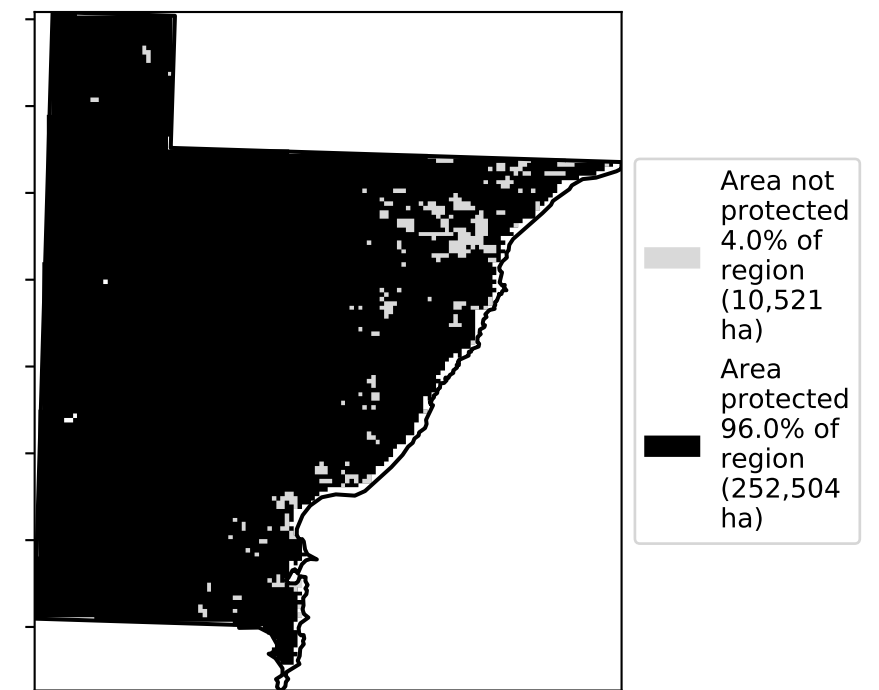 Area not
protected
4.0% of
region
(10,521
ha)
Area
protected
96.0% of
region
(252,504
ha)